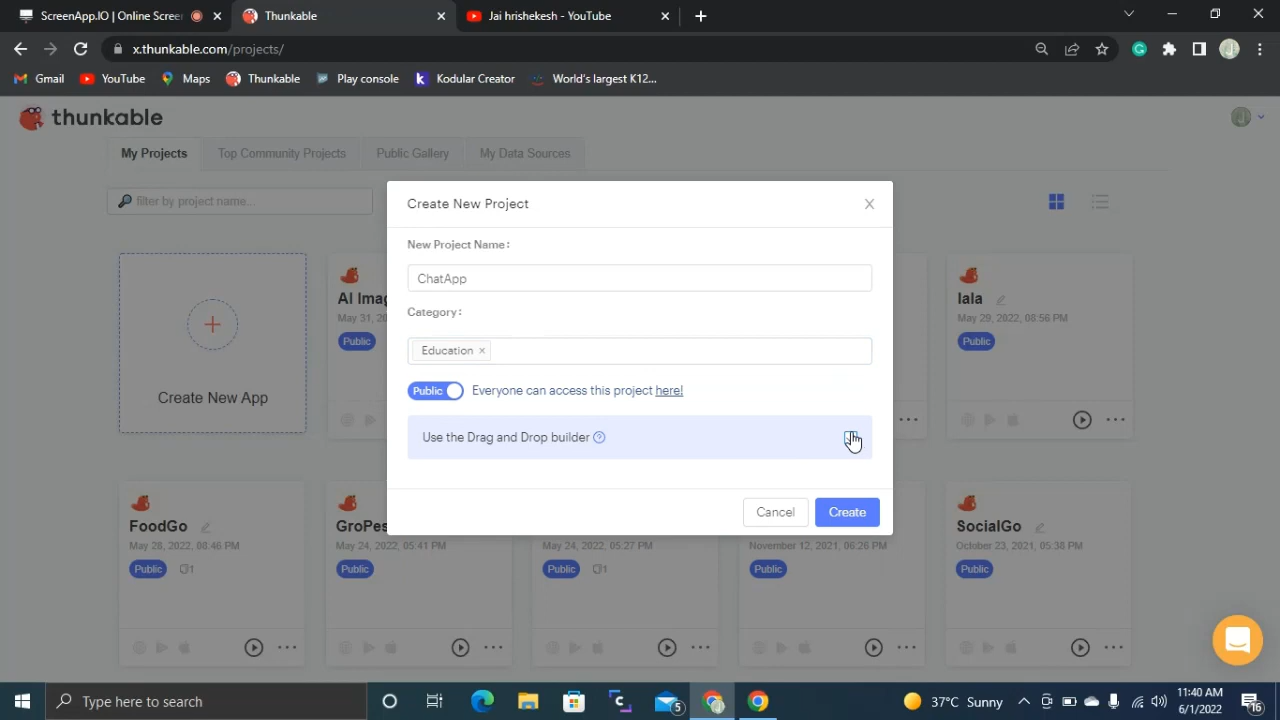 ScreenApp.IO | Online Screen
Thunkable
Jai hrishekesh - YouTube
x.thunkable.com/projects/
Gmail
YouTube
Maps
Thunkable
Play console
Kodular Creator
World's largest K12...
thunkable
My Projects
Top Community Projects
Public Gallery
My Data Sources
filter by project name...
Create New Project
New Project Name:
ChatApp
Category:
Education
Public
Everyone can access this project here!
Use the Drag and Drop builder
Cancel
Create
Create New App
AI Imag
May 31, 20
Public
lala
May 29, 2022, 08:56 PM
Public
FoodGo
May 28, 2022, 08:46 PM
Public
1
GroPes
May 24, 2022, 05:41 PM
Public
May 24, 2022, 05:27 PM
Public
1
November 12, 2021, 06:26 PM
Public
SocialGo
October 23, 2021, 05:38 PM
Public
Type here to search
5
37°C Sunny
11:40 AM
6/1/2022
16